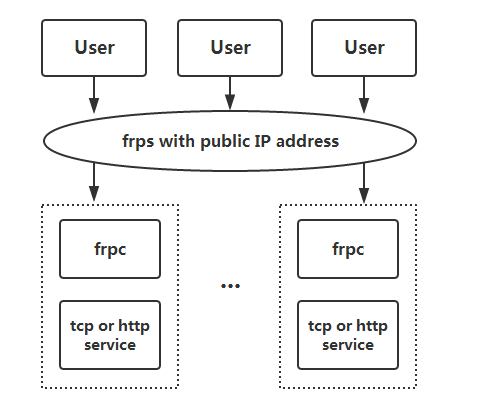 User
User
User
frps with public IP address
frpc
frpc
...
tcp or http
service
tcp or http
service